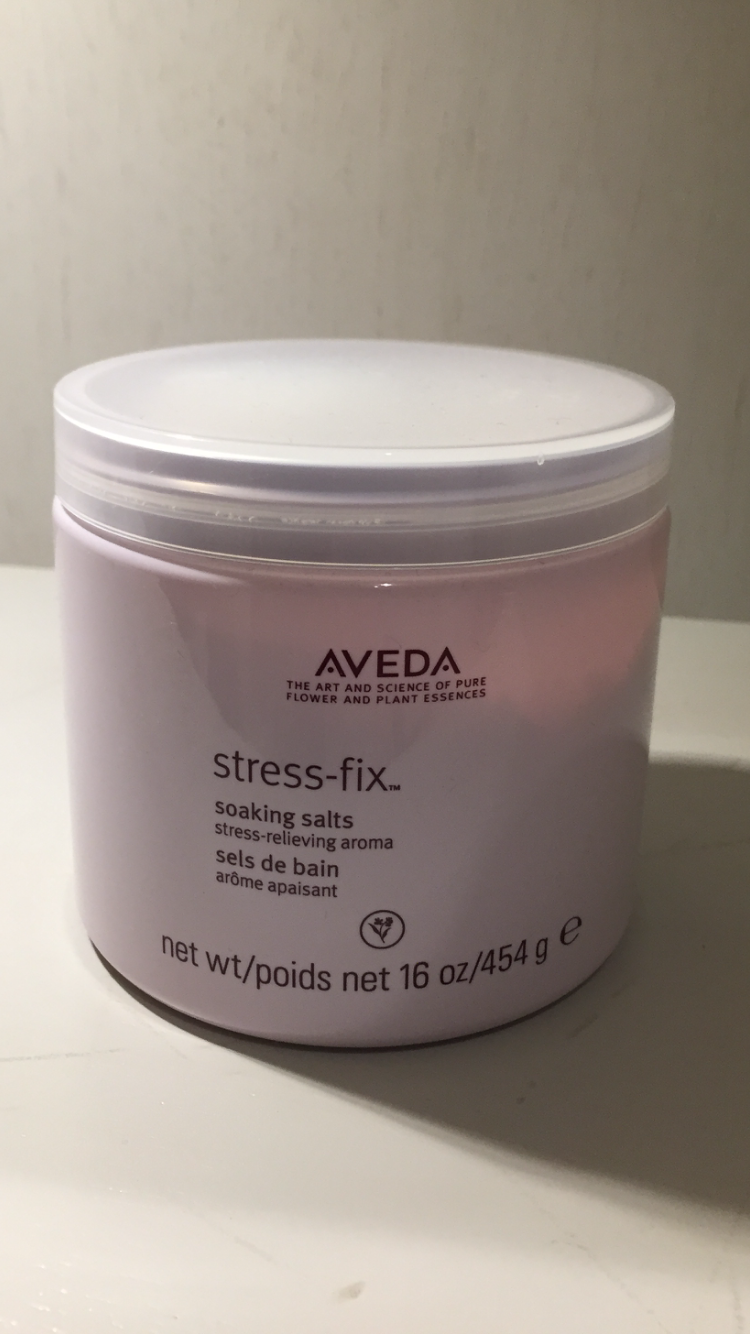 AVEDA
THE ART AND SCIENCE OF PURE
FLOWER AND PLANT ESSENCES
stress-fix™
soaking salts
stress-relieving aroma
sels de bain
arôme apaisant
net wt/poids net 16 oz/454 g ℮